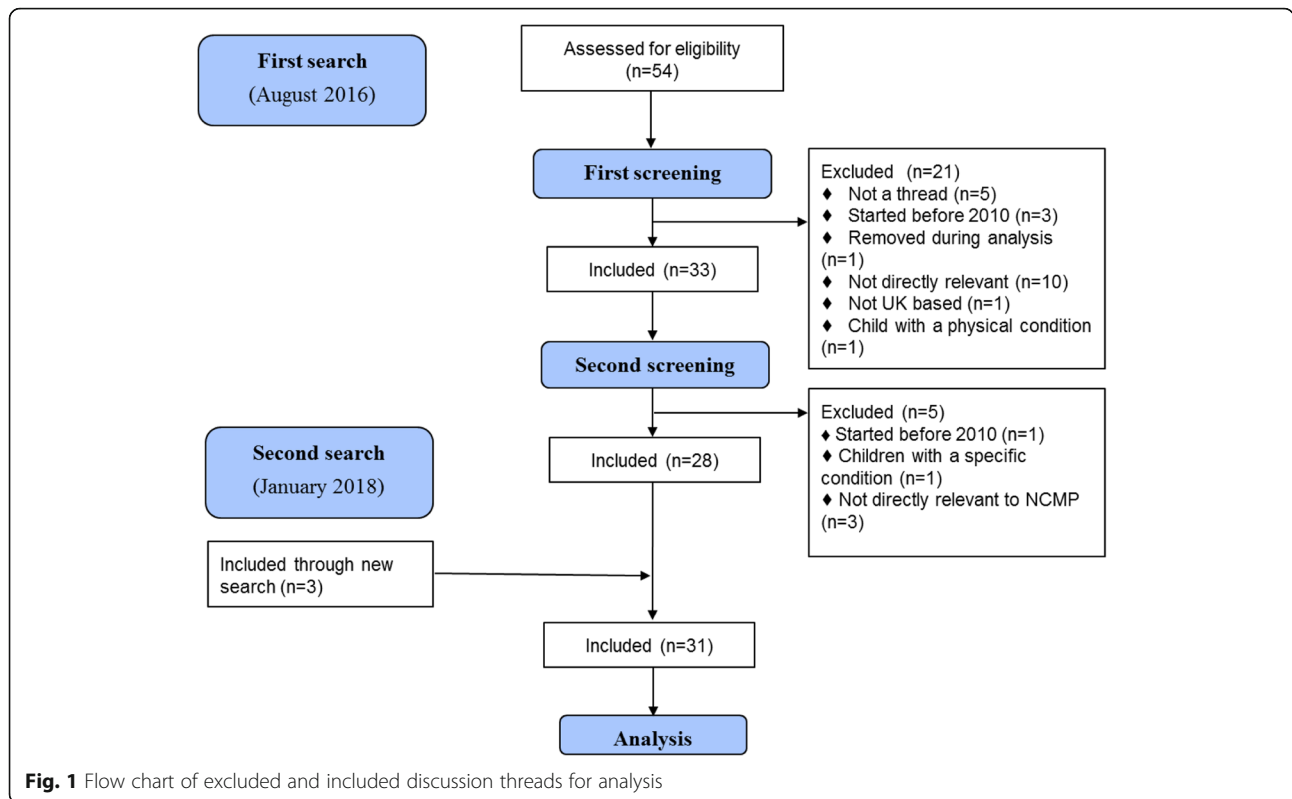 First search
(August 2016)
Assessed for eligibility
(n=54)
First screening
Excluded (n=21)
♦ Not a thread (n=5)
♦ Started before 2010 (n=3)
♦ Removed during analysis
(n=1)
♦ Not directly relevant (n=10)
♦ Not UK based (n=1)
♦ Child with a physical condition
(n=1)
Included (n=33)
Second screening
Excluded (n=5)
♦ Started before 2010 (n=1)
♦ Children with a specific
condition (n=1)
♦ Not directly relevant to NCMP
(n=3)
Second search
(January 2018)
Included (n=28)
Included through new
search (n=3)
Included (n=31)
Analysis
Fig. 1 Flow chart of excluded and included discussion threads for analysis